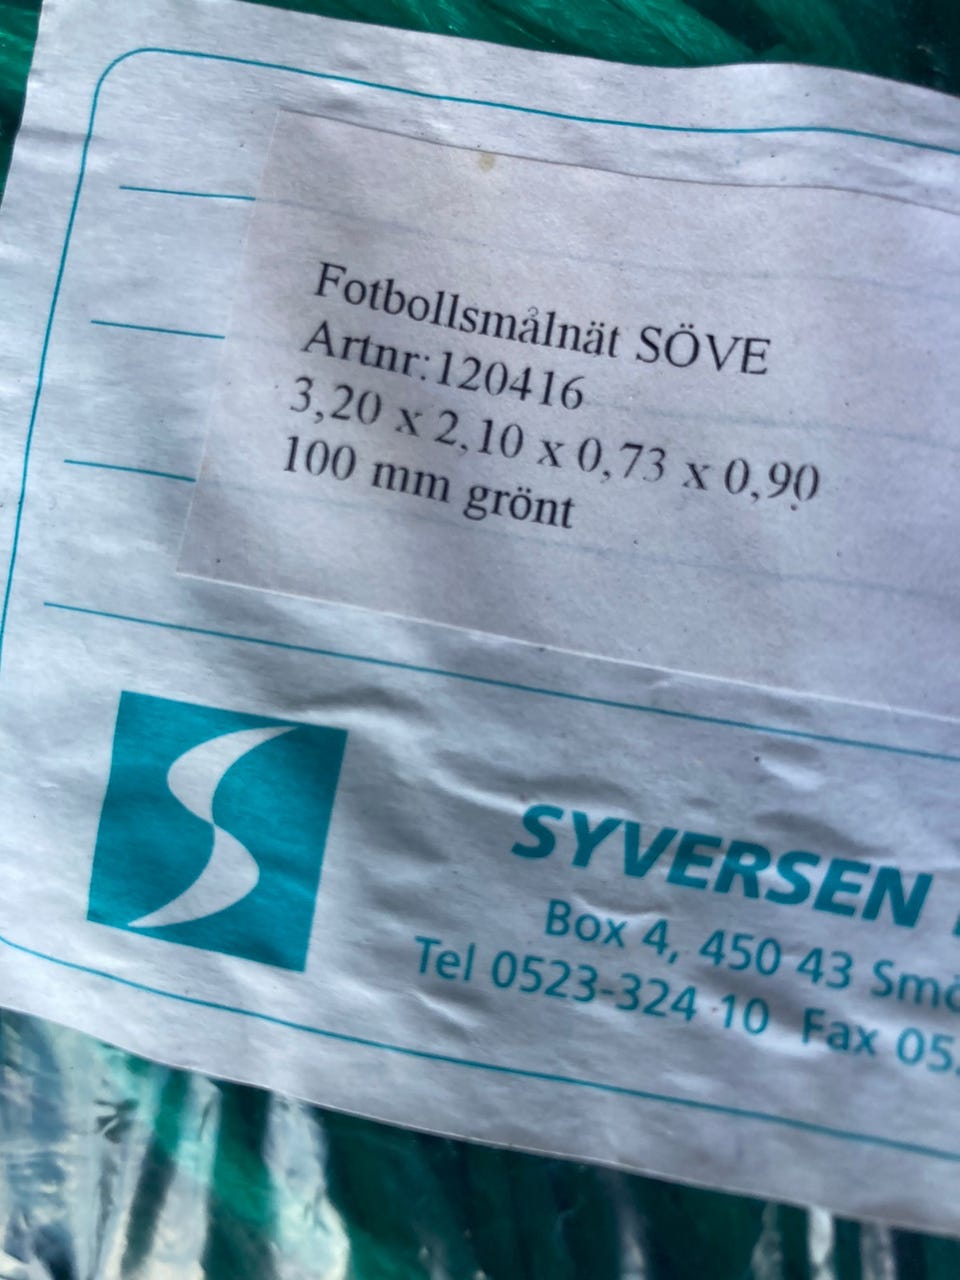 Fotbollsmålnät SÖVE
Artnr:120416
3,20 x 2,10 x 0,73 x 0,90
100 mm grönt
SYVERSEN
Box 4, 450 43
Tel 0523-324 10 Fax